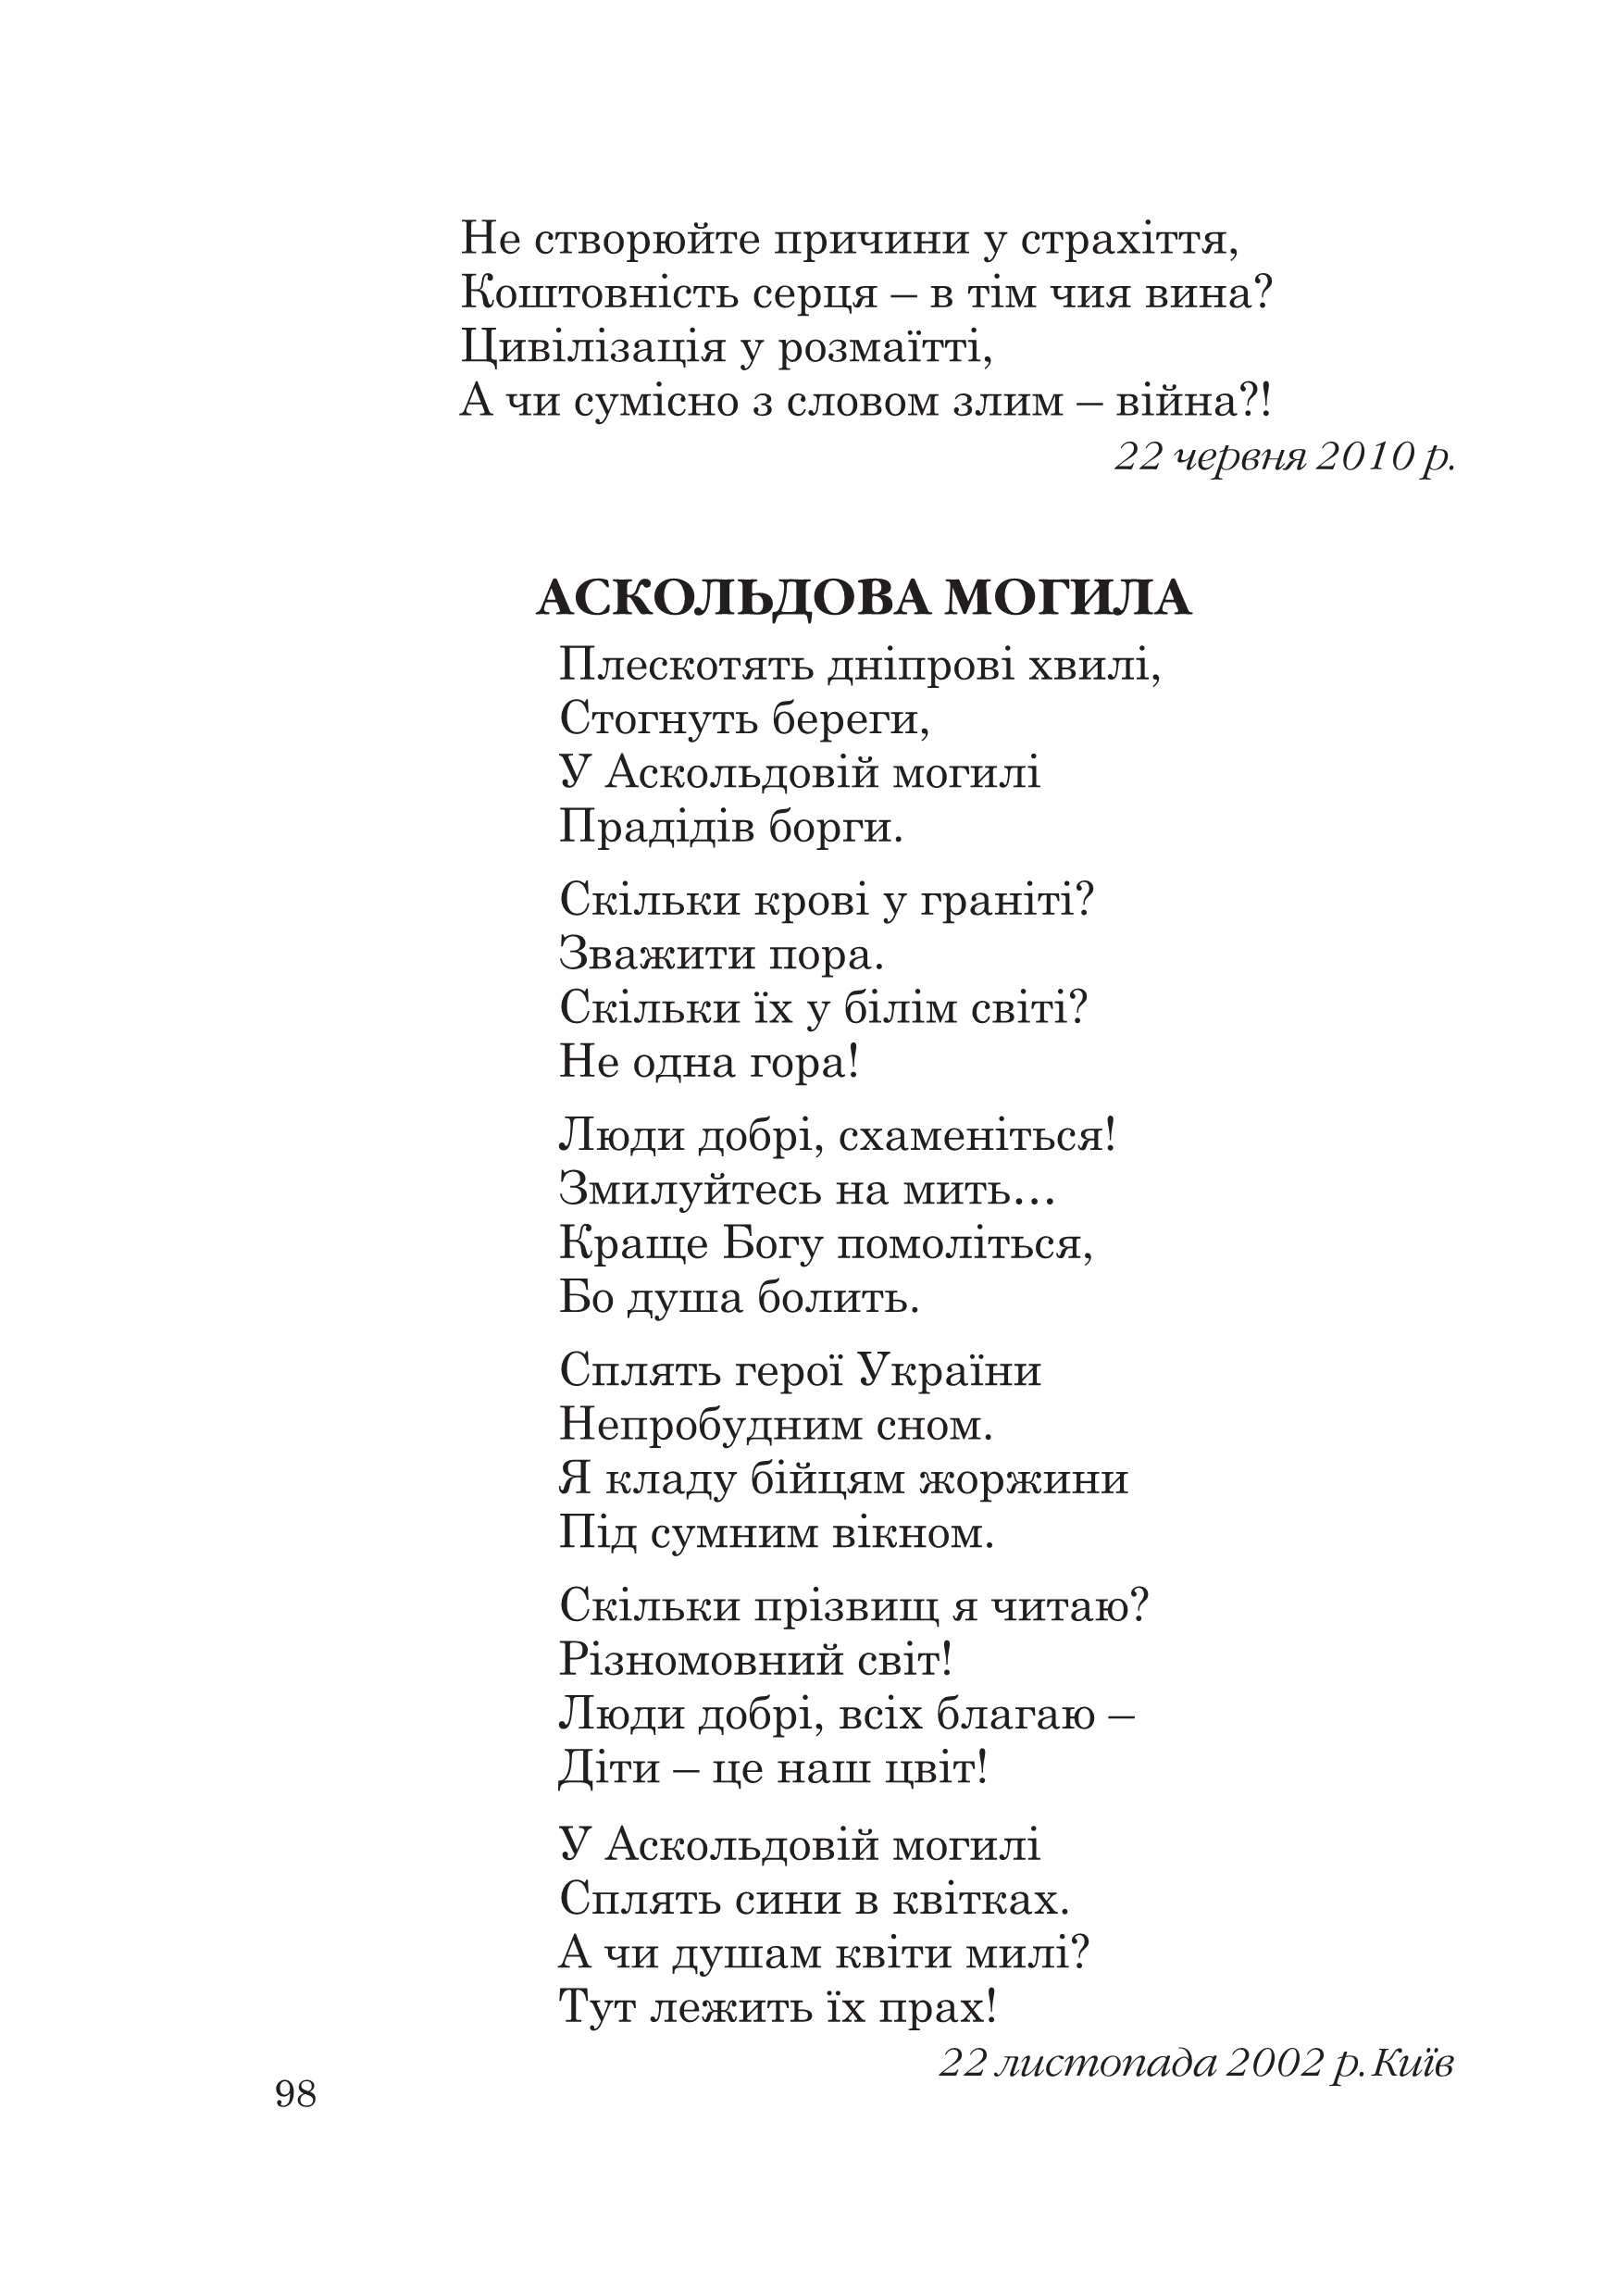 Не створюйте причини у страхіття,
Коштовність серця – в тім чия вина?
Цивілізація у розмаїтті,
А чи сумісно з словом злим – війна?!
22 червня 2010 р.
АСКОЛЬДОВА МОГИЛА
Плескотять дніпрові хвилі,
Стогнуть береги,
У Аскольдовій могилі
Прадідів борги.
Скільки крові у граніті?
Зважити пора.
Скільки їх у білім світі?
Не одна гора!
Люди добрі, схаменіться!
Змилуйтесь на мить...
Краще Богу помоліться,
Бо душа болить.
Сплять герої України
Непробудним сном.
Я кладу бійцям жоржини
Під сумним вікном.
Скільки прізвищ я читаю?
Різномовний світ!
Люди добрі, всіх благаю –
Діти – це наш цвіт!
У Аскольдовій могилі
Сплять сини в квітках.
А чи душам квіти милі?
Тут лежить їх прах!
22 листопада 2002 р. Київ
98